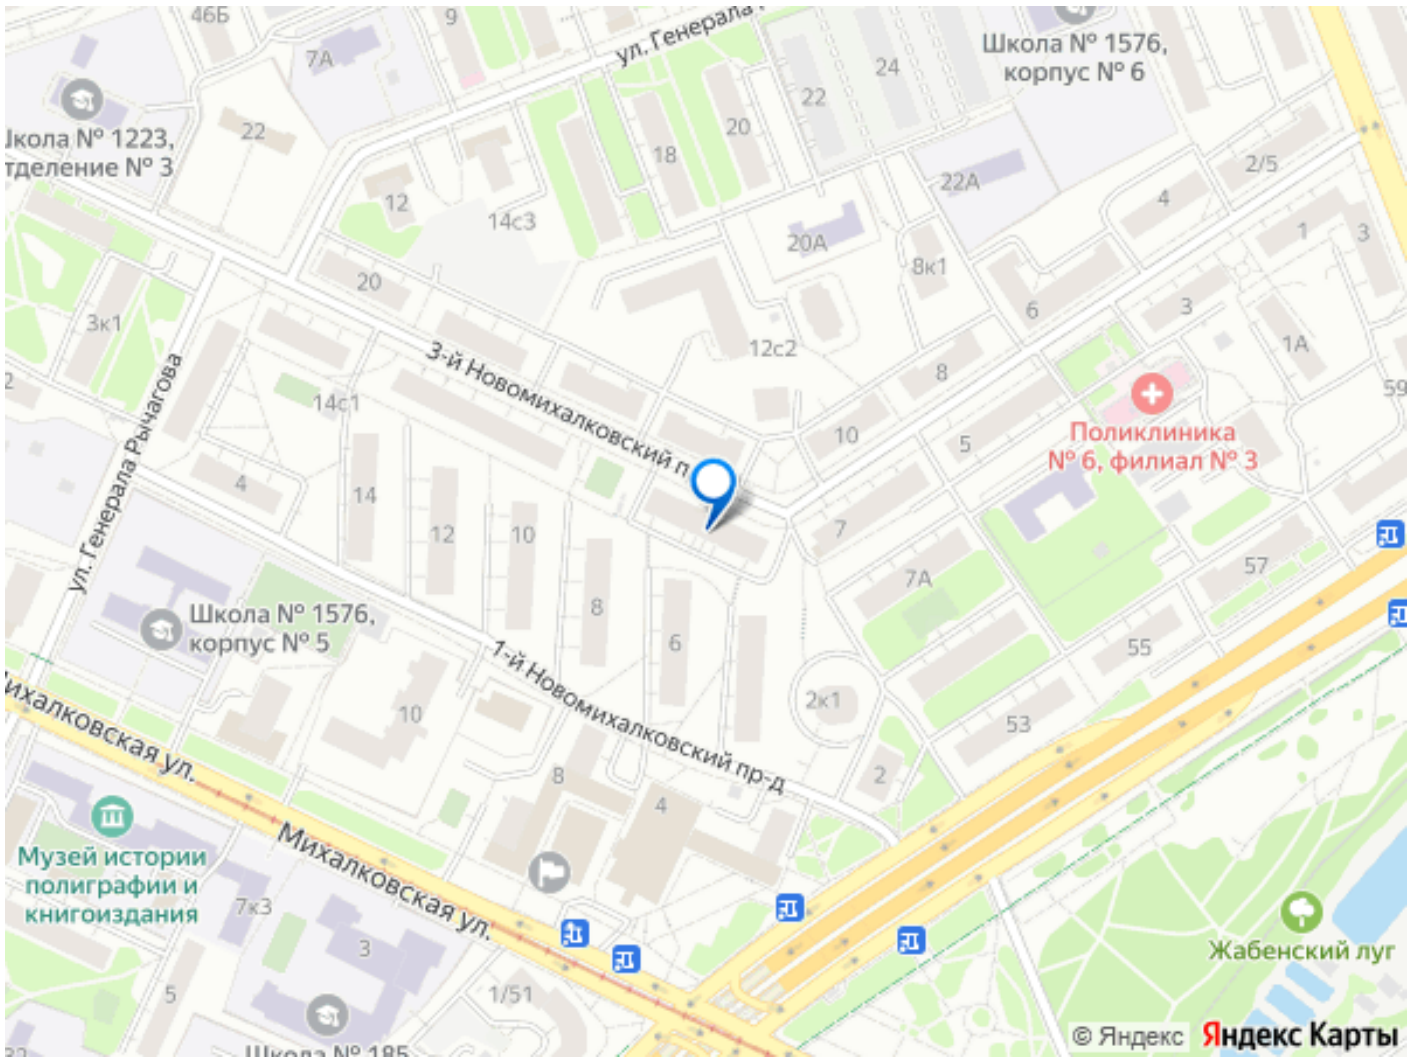 46Б
9
7А
ул. Генерала
Школа № 1576,
корпус № 6
24
22
22
20
18
Школа № 1223,
отделение № 3
2/5
22А
4
12
14с3
20А
8к1
1
3
20
6
3
3к1
12с2
1А
3-й Новомихалковский п
8
59
14с1
10
5
Поликлиника
№ 6, филиал № 3
ул. Генерала Рычагова
4
14
12
10
7
7А
57
8
6
Школа № 1576,
корпус № 5
1-й Новомихалковский пр-д
55
2к1
53
10
Михалковская ул.
8
4
2
Музей истории
полиграфии и
книгоиздания
7к3
Михалковская ул.
3
5
1/51
Жабенский луг
Школа № 185
32
© Яндекс Яндекс Карты